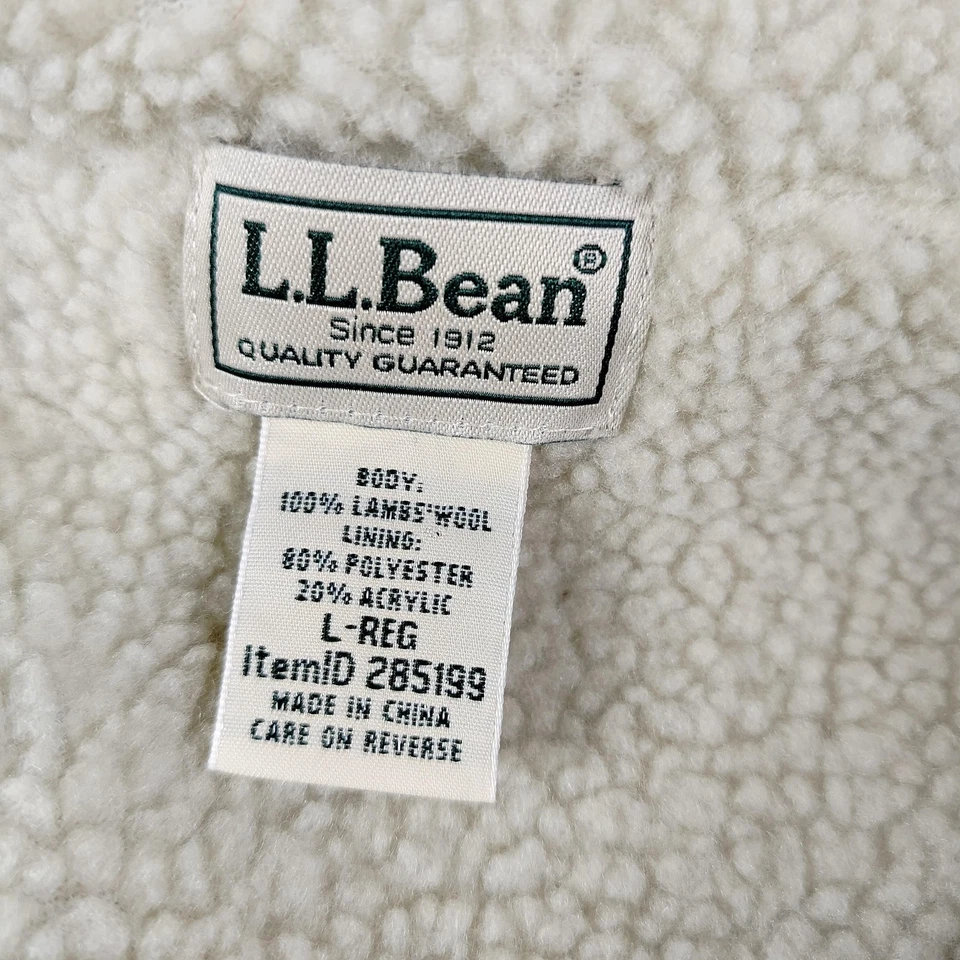 L.L.Bean®
Since 1912
QUALITY GUARANTEED
BODY:
100% LAMBS'WOOL
LINING:
80% POLYESTER
20% ACRYLIC
L-REG
ItemID 285199
MADE IN CHINA
CARE ON REVERSE